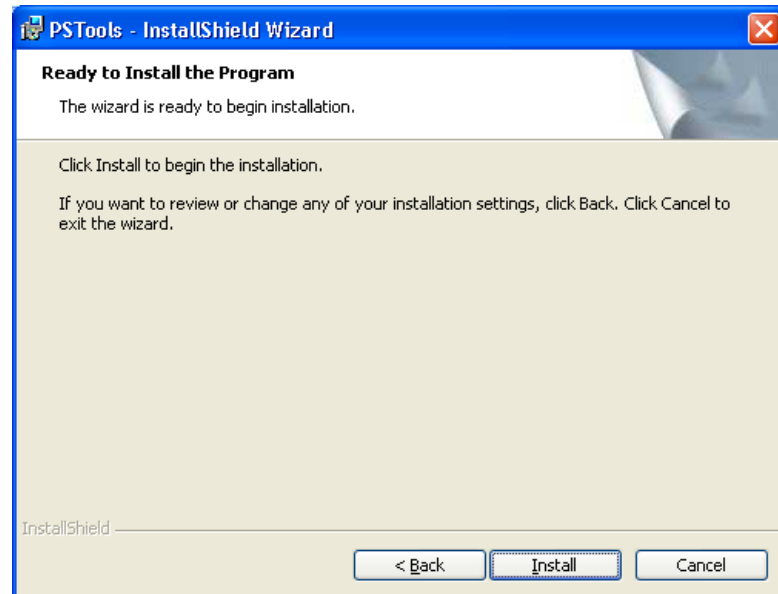 PSTools - InstallShield Wizard
Ready to Install the Program
The wizard is ready to begin installation.
Click Install to begin the installation.
If you want to review or change any of your installation settings, click Back. Click Cancel to
exit the wizard.
InstallShield
< Back
Install
Cancel